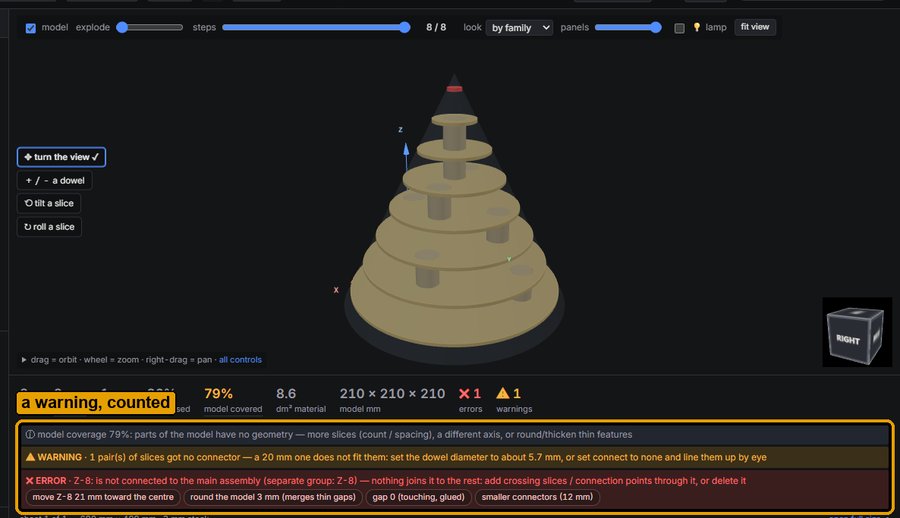 model explode steps 8 / 8 look by family panels lamp fit view
Z
✥ turn the view ✓
+ / - a dowel
⟲ tilt a slice
↻ roll a slice
Y
X
RIGHT
▶ drag = orbit · wheel = zoom · right-drag = pan · all controls
79% 8.6 210 × 210 × 210 ✖ 1 ⚠ 1
a warning, counted
model covered dm³ material model mm errors warnings
ⓘ model coverage 79%: parts of the model have no geometry — more slices (count / spacing), a different axis, or round/thicken thin features
⚠ WARNING · 1 pair(s) of slices got no connector — a 20 mm one does not fit them: set the dowel diameter to about 5.7 mm, or set connect to none and line them up by eye
✖ ERROR · Z-8: is not connected to the main assembly (separate group: Z-8) — nothing joins it to the rest: add crossing slices / connection points through it, or delete it
move Z-8 21 mm toward the centre round the model 3 mm (merges thin gaps) gap 0 (touching, glued) smaller connectors (12 mm)